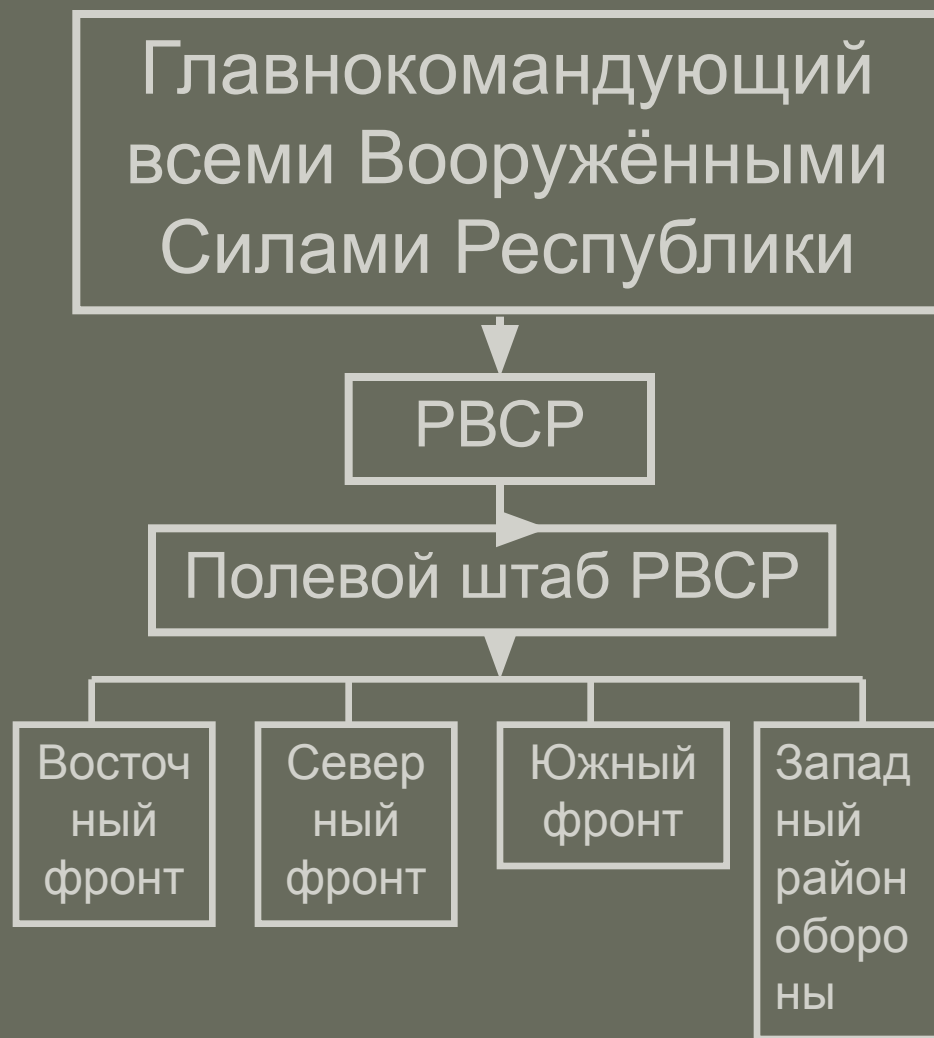 Главнокомандующий
всеми Вооружёнными
Силами Республики
РВСР
Полевой штаб РВСР
Восточ
ный
фронт
Север
ный
фронт
Южный
фронт
Запад
ный
район
оборо
ны